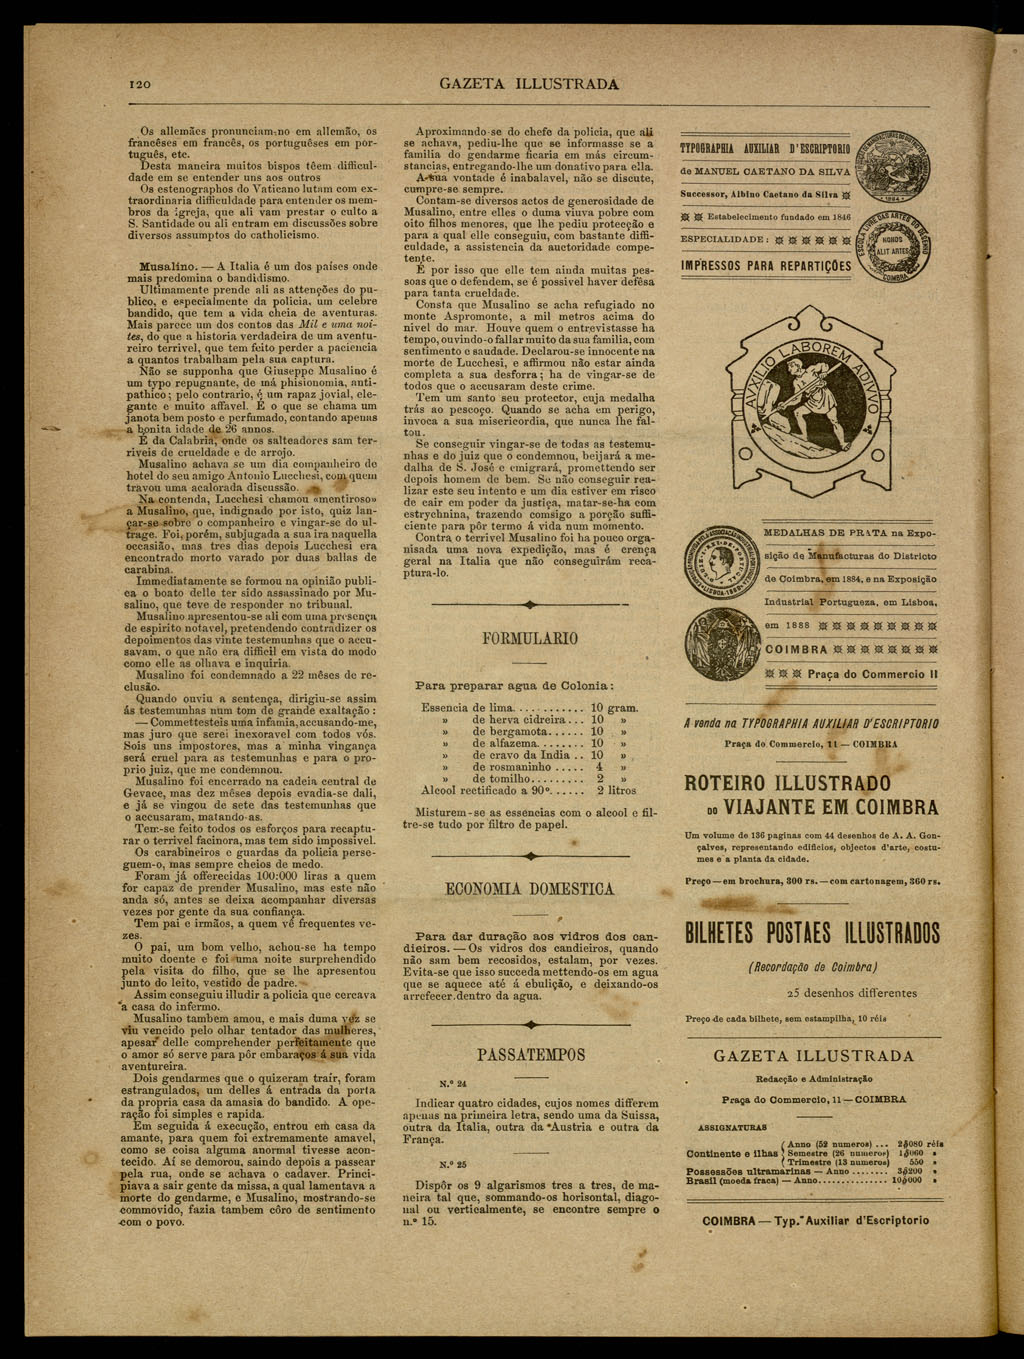 120
GAZETA ILLUSTRADA
Os allemães pronunciam-no em allemão, os
francêses em francês, os portuguêses em por-
tuguês, etc.
Desta maneira muitos bispos têem difficul-
dade em se entender uns aos outros
Os estenographos do Vaticano lutam com ex-
traordinaria difficuldade para entender os mem-
bros da igreja, que ali vam prestar o culto a
S. Santidade ou ali entram em discussões sobre
diversos assumptos do catholicismo.
Musalino. — A Italia é um dos países onde
mais predomina o bandidismo.
Ultimamente prende ali as attenções do pu-
blico, e especialmente da policia, um celebre
bandido, que tem a vida cheia de aventuras.
Mais parece um dos contos das Mil e uma noi-
tes, do que a historia verdadeira de um aventu-
reiro terrivel, que tem feito perder a paciencia
a quantos trabalham pela sua captura.
Não se supponha que Giuseppe Musalino é
um typo repugnante, de má phisionomia, anti-
pathico; pelo contrario, é um rapaz jovial, ele-
gante e muito affavel. É o que se chama um
janota bem posto e perfumado, contando apenas
a bonita idade de 26 annos.
É da Calabria, onde os salteadores sam ter-
riveis de crueldade e de arrojo.
Musalino achava se um dia companheiro de
hotel do seu amigo Antonio Lucchesi, com quem
travou uma acalorada discussão.
Na contenda, Lucchesi chamou «mentiroso»
a Musalino, que, indignado por isto, quiz lan-
çar-se sobre o companheiro e vingar-se do ul-
trage. Foi, porém, subjugada a sua ira naquella
occasião, mas tres dias depois Lucchesi era
encontrado morto varado por duas ballas de
carabina.
Immediatamente se formou na opinião publi-
ca o boato delle ter sido assassinado por Mu-
salino, que teve de responder no tribunal.
Musalino apresentou-se ali com uma presença
de espirito notavel, pretendendo contradizer os
depoimentos das vinte testemunhas que o accu-
savam, o que não era difficil em vista do modo
como elle as olhava e inquiria.
Musalino foi condemnado a 22 mêses de re-
clusão.
Quando ouviu a sentença, dirigiu-se assim
ás testemunhas num tom de grande exaltação:
— Commettesteis uma infamia, accusando-me,
mas juro que serei inexoravel com todos vós.
Sois uns impostores, mas a minha vingança
será cruel para as testemunhas e para o pro-
prio juiz, que me condemnou.
Musalino foi encerrado na cadeia central de
Gevace, mas dez mêses depois evadia-se dali,
e já se vingou de sete das testemunhas que
o accusaram, matando-as.
Tem-se feito todos os esforços para recaptu-
rar o terrivel facinora, mas tem sido impossivel.
Os carabineiros e guardas da policia perse-
guem-o, mas sempre cheios de medo.
Foram já offerecidas 100:000 liras a quem
for capaz de prender Musalino, mas este não
anda só, antes se deixa acompanhar diversas
vezes por gente da sua confiança.
Tem pai e irmãos, a quem vê frequentes ve-
zes.
O pai, um bom velho, achou-se ha tempo
muito doente e foi uma noite surprehendido
pela visita do filho, que se lhe apresentou
junto do leito, vestido de padre.
Assim conseguiu illudir a policia que cercava
a casa do infermo.
Musalino tambem amou, e mais duma vez se
viu vencido pelo olhar tentador das mulheres,
apesar delle comprehender perfeitamente que
o amor só serve para pôr embaraços á sua vida
aventureira.
Dois gendarmes que o quizeram trair, foram
estrangulados, um delles á entrada da porta
da propria casa da amasia do bandido. A ope-
ração foi simples e rapida.
Em seguida á execução, entrou em casa da
amante, para quem foi extremamente amavel,
como se coisa alguma anormal tivesse acon-
tecido. Aí se demorou, saindo depois a passear
pela rua, onde se achava o cadaver. Princi-
piava a sair gente da missa, a qual lamentava a
morte do gendarme, e Musalino, mostrando-se
commovido, fazia tambem côro de sentimento
com o povo.
Aproximando-se do chefe da policia, que ali
se achava, pediu-lhe que se informasse se a
familia do gendarme ficaria em más circum-
stancias, entregando-lhe um donativo para ella.
A sua vontade é inabalavel, não se discute,
cumpre-se sempre.
Contam-se diversos actos de generosidade de
Musalino, entre elles o duma viuva pobre com
oito filhos menores, que lhe pediu protecção e
para a qual elle conseguiu, com bastante diffi-
culdade, a assistencia da auctoridade compe-
tente.
É por isso que elle tem ainda muitas pes-
soas que o defendem, se é possivel haver defêsa
para tanta crueldade.
Consta que Musalino se acha refugiado no
monte Aspromonte, a mil metros acima do
nivel do mar. Houve quem o entrevistasse ha
tempo, ouvindo-o fallar muito da sua familia, com
sentimento e saudade. Declarou-se innocente na
morte de Lucchesi, e affirmou não estar ainda
completa a sua desforra; ha de vingar-se de
todos que o accusaram deste crime.
Tem um santo seu protector, cuja medalha
trás ao pescoço. Quando se acha em perigo,
invoca a sua misericordia, que nunca lhe fal-
tou.
Se conseguir vingar-se de todas as testemu-
nhas e do juiz que o condemnou, beijará a me-
dalha de S. José e emigrará, promettendo ser
depois homem de bem. Se não conseguir rea-
lizar este seu intento e um dia estiver em risco
de cair em poder da justiça, matar-se-ha com
estrychnina, trazendo comsigo a porção suffi-
ciente para pôr termo á vida num momento.
Contra o terrivel Musalino foi ha pouco orga-
nisada uma nova expedição, mas é crença
geral na Italia que não conseguirám reca-
ptura-lo.
FORMULARIO
Para preparar agua de Colonia:
Essencia de lima............ 10 gram.
» de herva cidreira... 10 »
» de bergamota...... 10 »
» de alfazema........ 10 »
» de cravo da India .. 10 »
» de rosmaninho ..... 4 »
» de tomilho......... 2 »
Alcool rectificado a 90°...... 2 litros
Misturem-se as essencias com o alcool e fil-
tre-se tudo por filtro de papel.
ECONOMIA DOMESTICA
Para dar duração aos vidros dos can-
dieiros. — Os vidros dos candieiros, quando
não sam bem recosidos, estalam, por vezes.
Evita-se que isso succeda mettendo-os em agua
que se aquece até á ebulição, e deixando-os
arrefecer dentro da agua.
PASSATEMPOS
N.º 24
Indicar quatro cidades, cujos nomes differem
apenas na primeira letra, sendo uma da Suissa,
outra da Italia, outra da Austria e outra da
França.
N.º 25
Dispôr os 9 algarismos tres a tres, de ma-
neira tal que, sommando-os horisontal, diago-
nal ou verticalmente, se encontre sempre o
n.º 15.
TYPOGRAPHIA AUXILIAR D'ESCRIPTORIO
de MANUEL CAETANO DA SILVA
Successor, Albino Caetano da Silva
Estabelecimento fundado em 1846
ESPECIALIDADE:
IMPRESSOS PARA REPARTIÇÕES
1884
ESCOLA LIVRE DAS ARTES DO DESENHO
HONOS
ALIT ARTES
COIMBRA
AVXILIO LABOREM ADIVVO
MEDALHAS DE PRATA na Expo-
sição de Manufacturas do Districto
de Coimbra, em 1884, e na Exposição
Industrial Portugueza, em Lisboa,
em 1888
COIMBRA
Praça do Commercio 11
A venda na TYPOGRAPHIA AUXILIAR D'ESCRIPTORIO
Praça do Commercio, 11 — COIMBRA
ROTEIRO ILLUSTRADO
DO VIAJANTE EM COIMBRA
Um volume de 136 paginas com 44 desenhos de A. A. Gon-
çalves, representando edificios, objectos d'arte, costu-
mes e a planta da cidade.
Preço — em brochura, 300 rs. — com cartonagem, 360 rs.
BILHETES POSTAES ILLUSTRADOS
(Recordação de Coimbra)
25 desenhos differentes
Preço de cada bilhete, sem estampilha, 10 réis
GAZETA ILLUSTRADA
Redacção e Administração
Praça do Commercio, 11 — COIMBRA
ASSIGNATURAS
Continente e ilhas
Anno (52 numeros) ... 2$080 réis
Semestre (26 numeros) 1$060 »
Trimestre (13 numeros) 550 »
Possessões ultramarinas — Anno ........ 3$200 »
Brasil (moeda fraca) — Anno............... 10$000 »
COIMBRA — Typ. Auxiliar d'Escriptorio